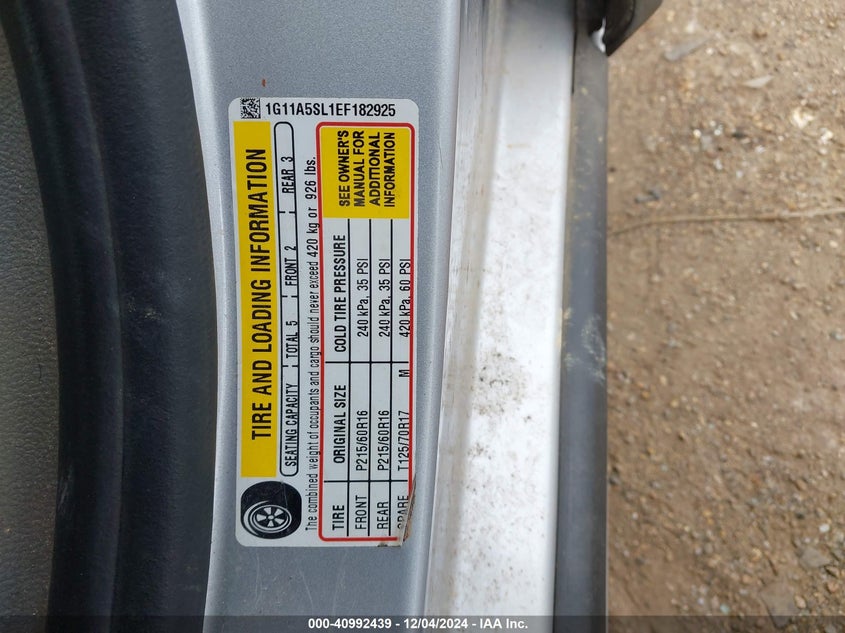 1G11A5SL1EF182925
TIRE AND LOADING INFORMATION
SEATING CAPACITY | TOTAL 5 | FRONT 2 | REAR 3
The combined weight of occupants and cargo should never exceed 420 kg or 926 lbs.
TIRE ORIGINAL SIZE COLD TIRE PRESSURE
FRONT P215/60R16 240 kPa, 35 PSI
REAR P215/60R16 240 kPa, 35 PSI
SPARE T125/70R17 M 420 kPa, 60 PSI
SEE OWNER'S
MANUAL FOR
ADDITIONAL
INFORMATION
000-40992439 - 12/04/2024 - IAA Inc.